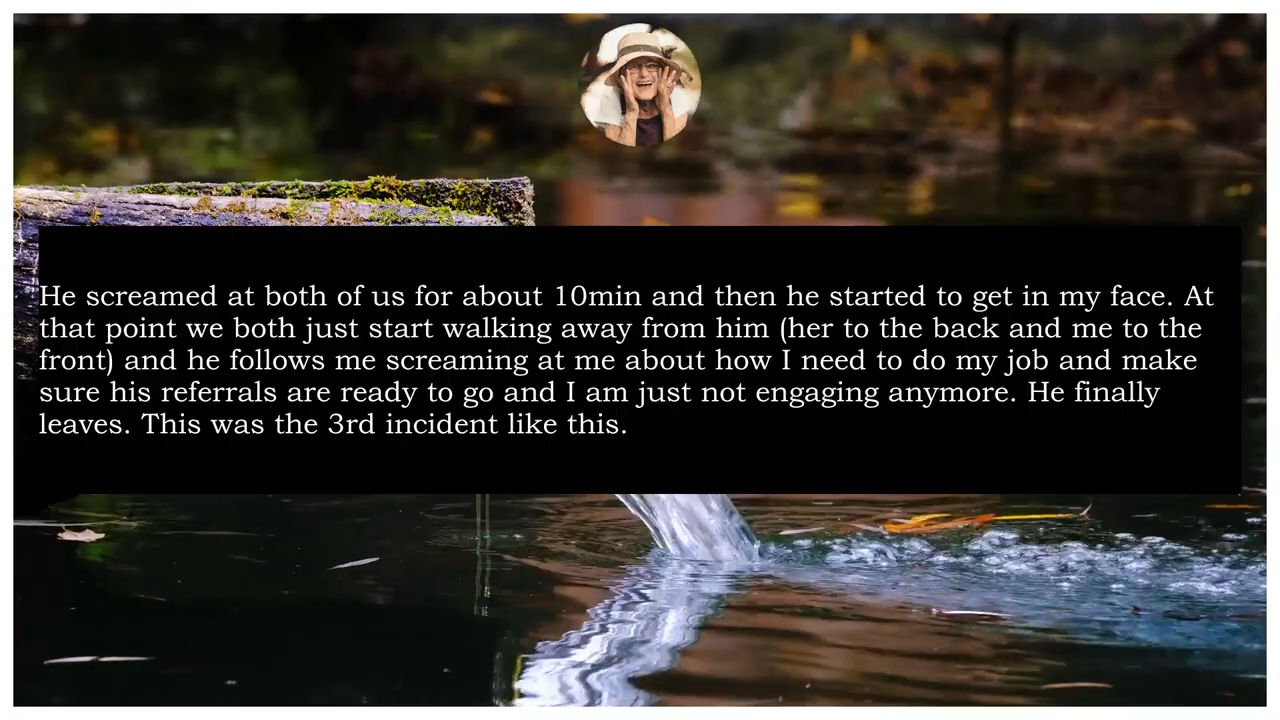 He screamed at both of us for about 10min and then he started to get in my face. At
that point we both just start walking away from him (her to the back and me to the
front) and he follows me screaming at me about how I need to do my job and make
sure his referrals are ready to go and I am just not engaging anymore. He finally
leaves. This was the 3rd incident like this.